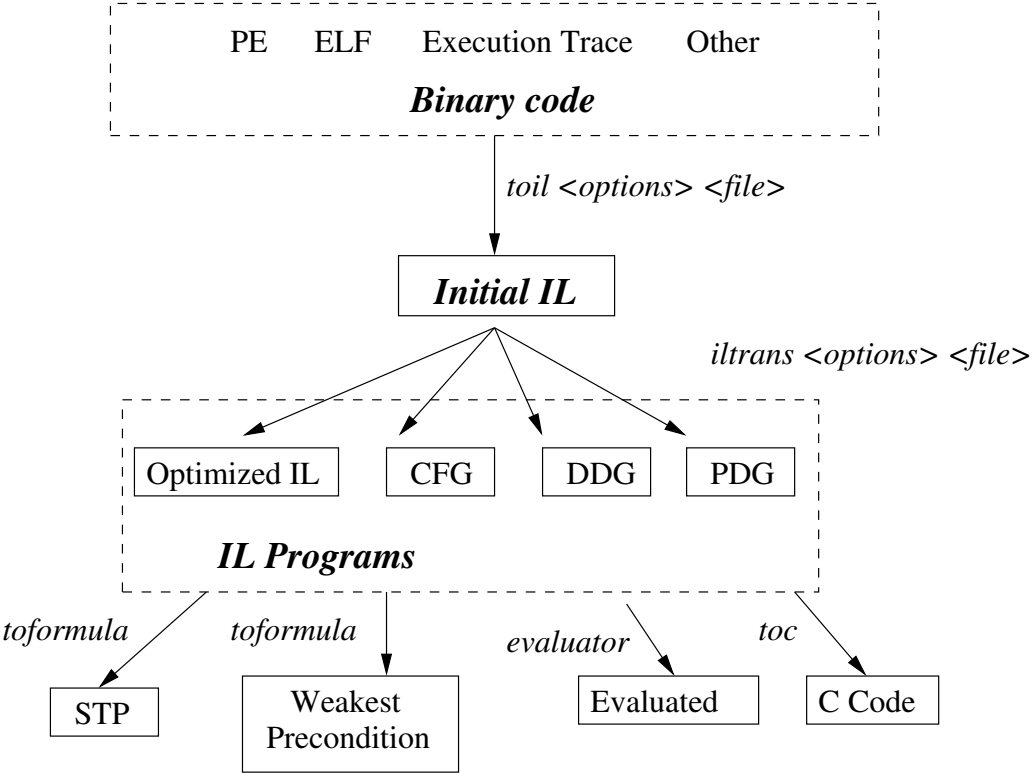 PE ELF Execution Trace Other
Binary code
toil <options> <file>
Initial IL
iltrans <options> <file>
Optimized IL CFG DDG PDG
IL Programs
toformula toformula evaluator toc
STP
Weakest
Precondition
Evaluated
C Code